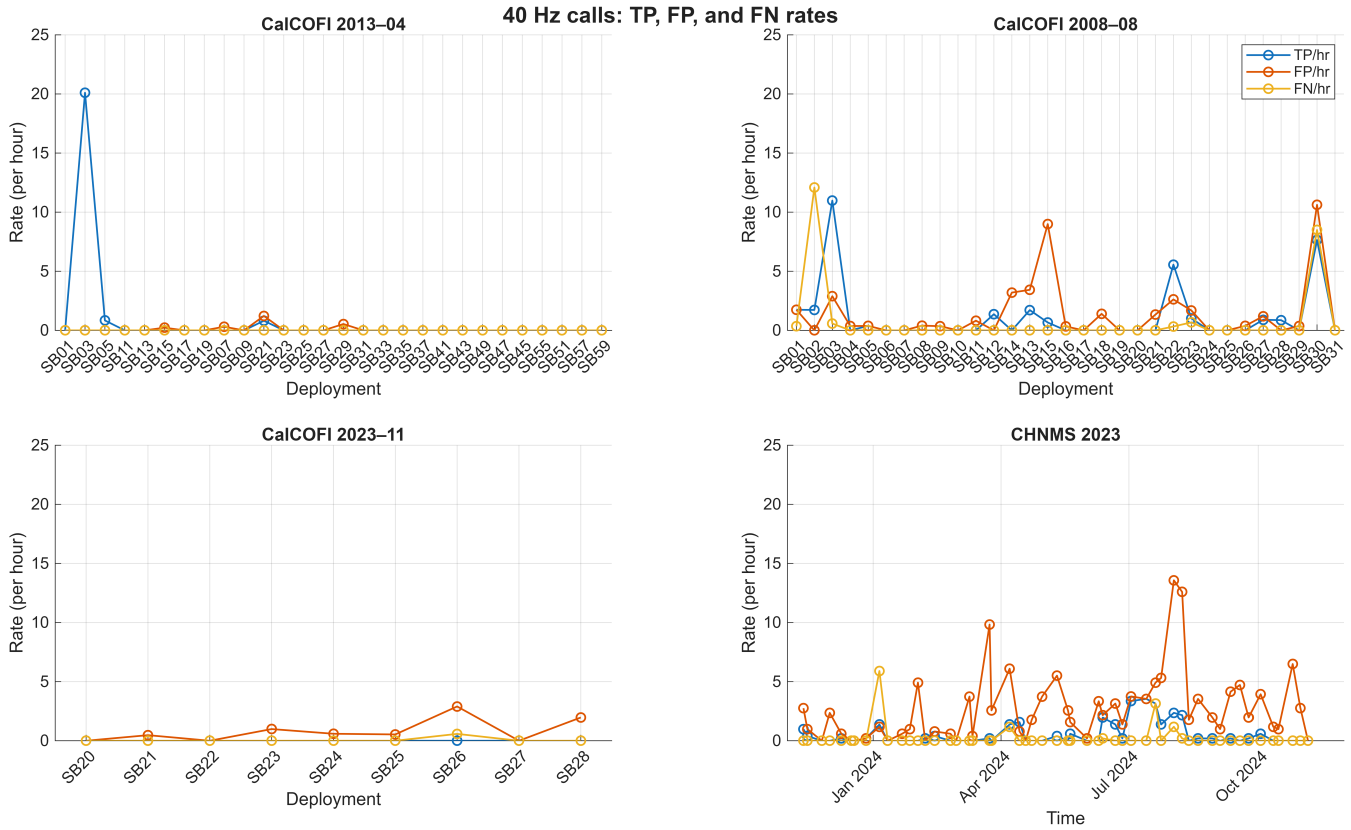 40 Hz calls: TP, FP, and FN rates
CalCOFI 2013–04
25
20
15
10
5
0
Rate (per hour)
SB01
SB03
SB05
SB11
SB13
SB15
SB17
SB19
SB07
SB09
SB21
SB23
SB25
SB27
SB29
SB31
SB33
SB35
SB37
SB41
SB43
SB49
SB47
SB45
SB55
SB51
SB57
SB59
Deployment
CalCOFI 2008–08
TP/hr
FP/hr
FN/hr
25
20
15
10
5
0
Rate (per hour)
SB01
SB02
SB03
SB04
SB05
SB06
SB07
SB08
SB09
SB10
SB11
SB12
SB14
SB13
SB15
SB16
SB17
SB18
SB19
SB20
SB21
SB22
SB23
SB24
SB25
SB26
SB27
SB28
SB29
SB30
SB31
Deployment
CalCOFI 2023–11
25
20
15
10
5
0
Rate (per hour)
SB20
SB21
SB22
SB23
SB24
SB25
SB26
SB27
SB28
Deployment
CHNMS 2023
25
20
15
10
5
0
Rate (per hour)
Jan 2024
Apr 2024
Jul 2024
Oct 2024
Time